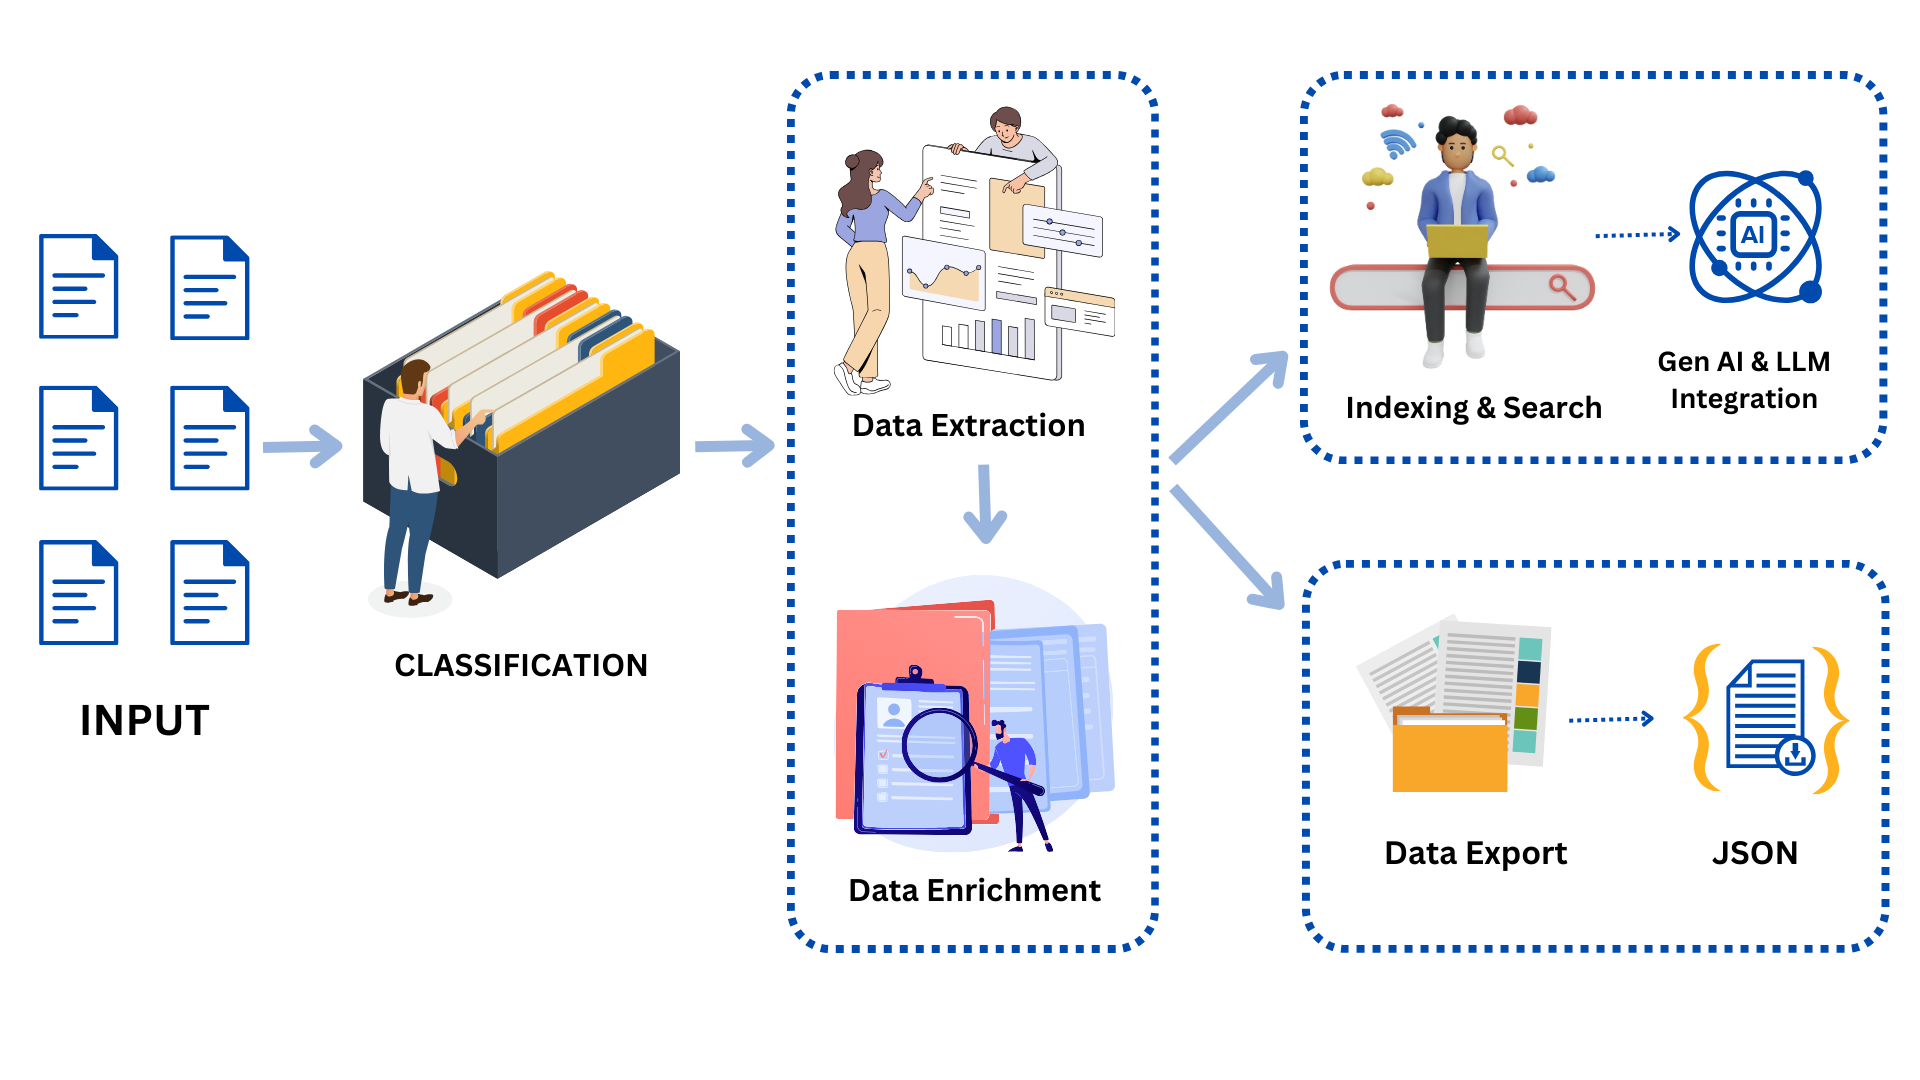 INPUT
CLASSIFICATION
Data Extraction
Data Enrichment
Indexing & Search
AI
Gen AI & LLM
Integration
Data Export
JSON